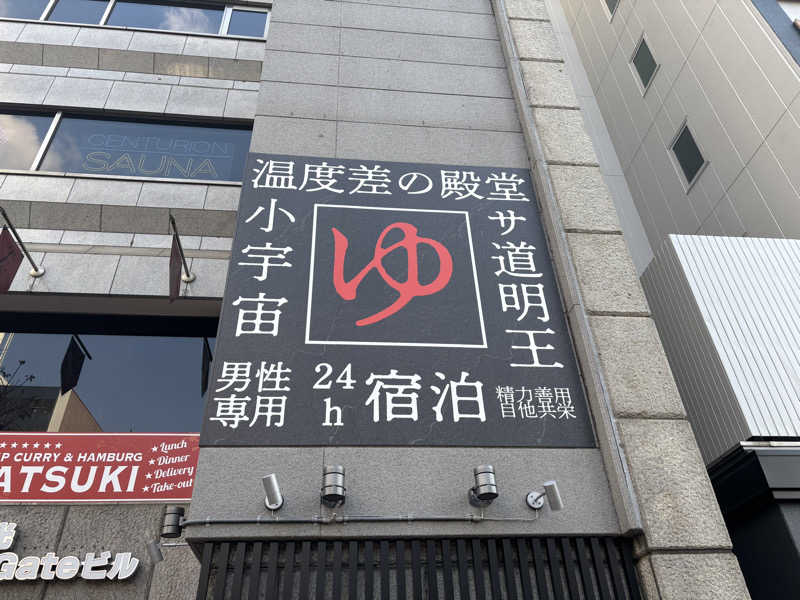 CENTURION
SAUNA
温度差の殿堂
小宇宙
ゆ
サ道明王
男性
専用
24
h
宿泊
精力善用
自他共栄
P CURRY & HAMBURG
ATSUKI
★Lunch
★Dinner
★Delivery
★Take-out
Gateビル